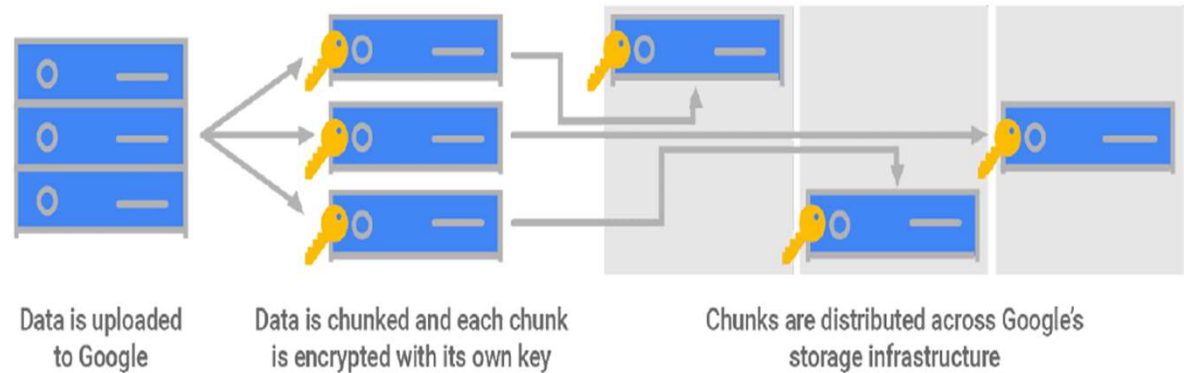 Data is uploaded
to Google
Data is chunked and each chunk
is encrypted with its own key
Chunks are distributed across Google's
storage infrastructure